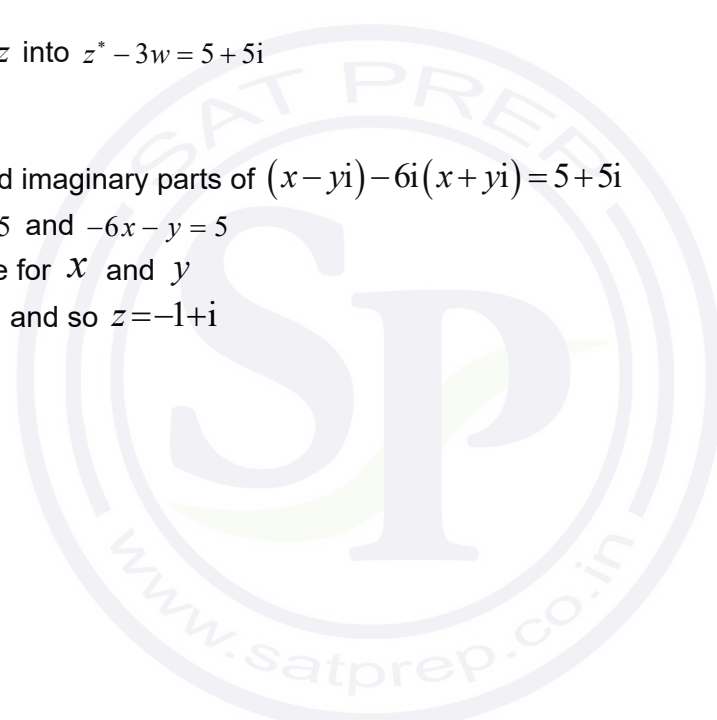 z into z* − 3w = 5 + 5i
d imaginary parts of (x − yi) − 6i(x + yi) = 5 + 5i
5 and −6x − y = 5
e for x and y
and so z = −1 + i
SAT PREP
SP
www.satprep.co.in